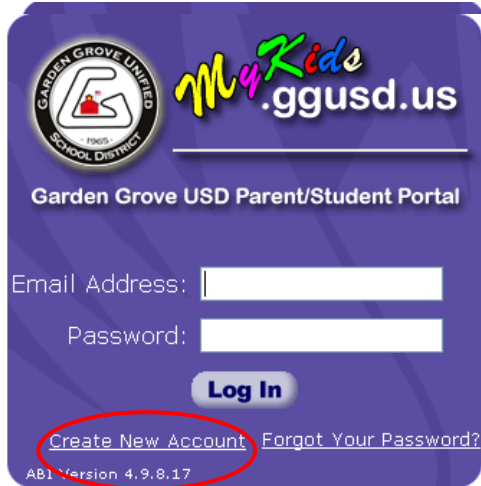 GARDEN GROVE UNIFIED
SCHOOL DISTRICT
- 1965 -
MyKids
.ggusd.us
Garden Grove USD Parent/Student Portal
Email Address:
Password:
Log In
Create New Account Forgot Your Password?
ABI Version 4.9.8.17